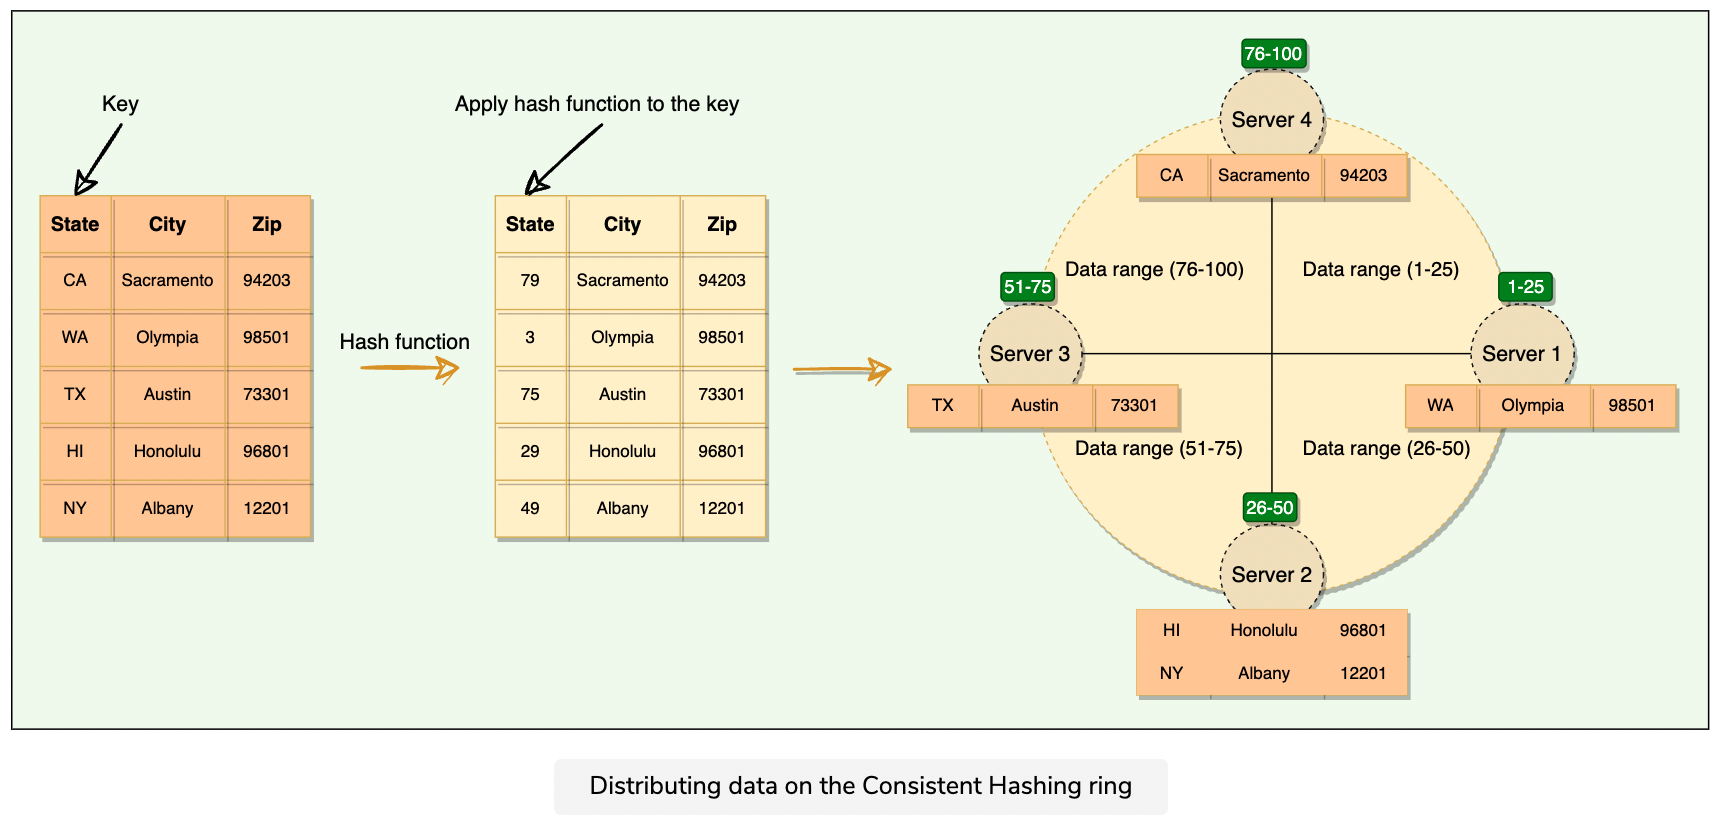 Key
State City Zip
CA Sacramento 94203
WA Olympia 98501
TX Austin 73301
HI Honolulu 96801
NY Albany 12201
Hash function
Apply hash function to the key
State City Zip
79 Sacramento 94203
3 Olympia 98501
75 Austin 73301
29 Honolulu 96801
49 Albany 12201
76-100
Server 4
CA Sacramento 94203
Data range (76-100)
Data range (1-25)
51-75
Server 3
TX Austin 73301
1-25
Server 1
WA Olympia 98501
Data range (51-75)
Data range (26-50)
26-50
Server 2
HI Honolulu 96801
NY Albany 12201
Distributing data on the Consistent Hashing ring